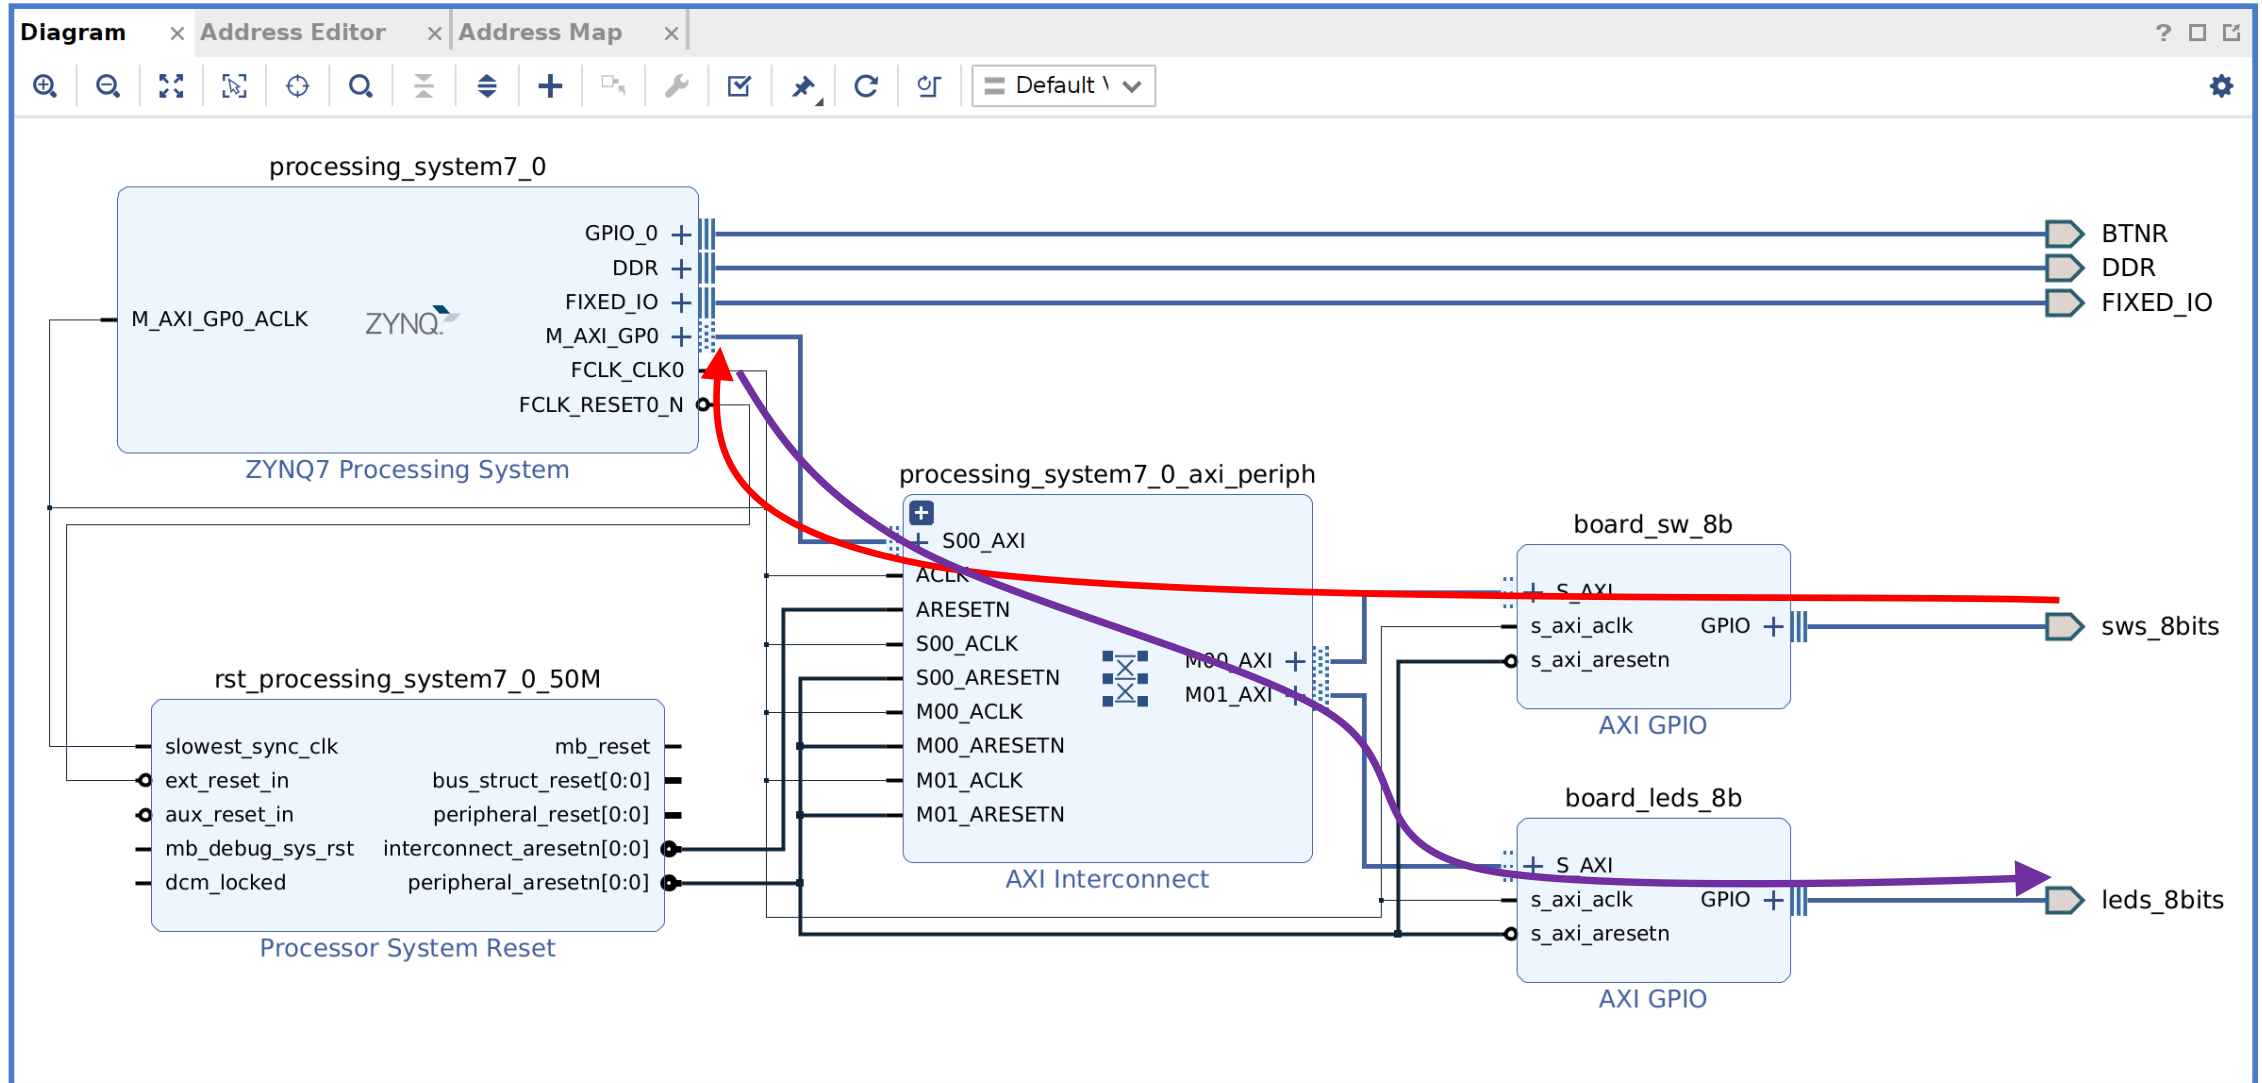 Diagram
Address Editor
Address Map
?
Default
processing_system7_0
GPIO_0
DDR
FIXED_IO
M_AXI_GP0
FCLK_CLK0
FCLK_RESET0_N
M_AXI_GP0_ACLK
ZYNQ
ZYNQ7 Processing System
BTNR
DDR
FIXED_IO
processing_system7_0_axi_periph
S00_AXI
ACLK
ARESETN
S00_ACLK
S00_ARESETN
M00_ACLK
M00_ARESETN
M01_ACLK
M01_ARESETN
M00_AXI
M01_AXI
AXI Interconnect
board_sw_8b
S_AXI
s_axi_aclk
s_axi_aresetn
GPIO
AXI GPIO
sws_8bits
rst_processing_system7_0_50M
slowest_sync_clk
ext_reset_in
aux_reset_in
mb_debug_sys_rst
dcm_locked
mb_reset
bus_struct_reset[0:0]
peripheral_reset[0:0]
interconnect_aresetn[0:0]
peripheral_aresetn[0:0]
Processor System Reset
board_leds_8b
S_AXI
s_axi_aclk
s_axi_aresetn
GPIO
AXI GPIO
leds_8bits